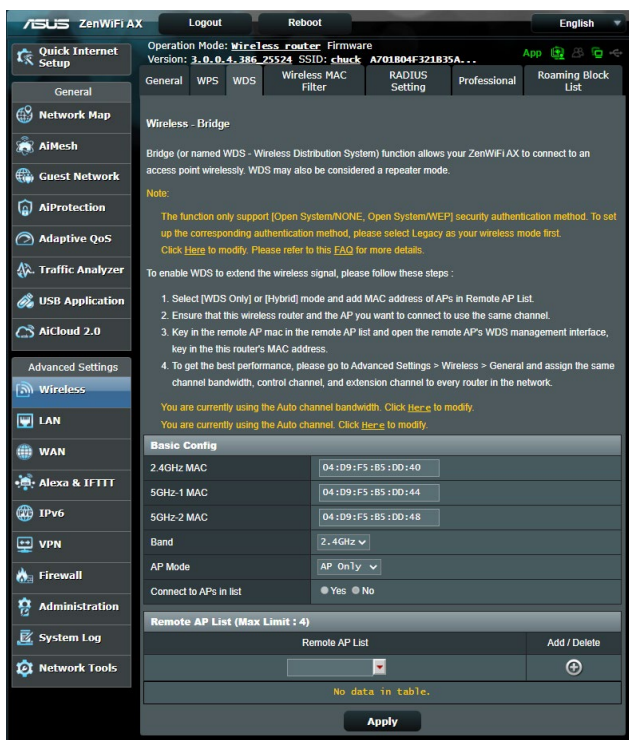 ASUS ZenWiFi AX Logout Reboot English
Quick Internet Setup
General
Network Map
AiMesh
Guest Network
AiProtection
Adaptive QoS
Traffic Analyzer
USB Application
AiCloud 2.0
Advanced Settings
Wireless
LAN
WAN
Alexa & IFTTT
IPv6
VPN
Firewall
Administration
System Log
Network Tools
Operation Mode: Wireless router Firmware
Version: 3.0.0.4.386_25524 SSID: chuck A701B04F321B35A...
App
General WPS WDS Wireless MAC Filter RADIUS Setting Professional Roaming Block List
Wireless - Bridge
Bridge (or named WDS - Wireless Distribution System) function allows your ZenWiFi AX to connect to an
access point wirelessly. WDS may also be considered a repeater mode.
Note:
The function only support [Open System/NONE, Open System/WEP] security authentication method. To set
up the corresponding authentication method, please select Legacy as your wireless mode first.
Click Here to modify. Please refer to this FAQ for more details.
To enable WDS to extend the wireless signal, please follow these steps :
1. Select [WDS Only] or [Hybrid] mode and add MAC address of APs in Remote AP List.
2. Ensure that this wireless router and the AP you want to connect to use the same channel.
3. Key in the remote AP mac in the remote AP list and open the remote AP's WDS management interface,
key in the this router's MAC address.
4. To get the best performance, please go to Advanced Settings > Wireless > General and assign the same
channel bandwidth, control channel, and extension channel to every router in the network.
You are currently using the Auto channel bandwidth. Click Here to modify.
You are currently using the Auto channel. Click Here to modify.
Basic Config
2.4GHz MAC 04:D9:F5:B5:DD:40
5GHz-1 MAC 04:D9:F5:B5:DD:44
5GHz-2 MAC 04:D9:F5:B5:DD:48
Band 2.4GHz
AP Mode AP Only
Connect to APs in list Yes No
Remote AP List (Max Limit : 4)
Remote AP List Add / Delete
No data in table.
Apply